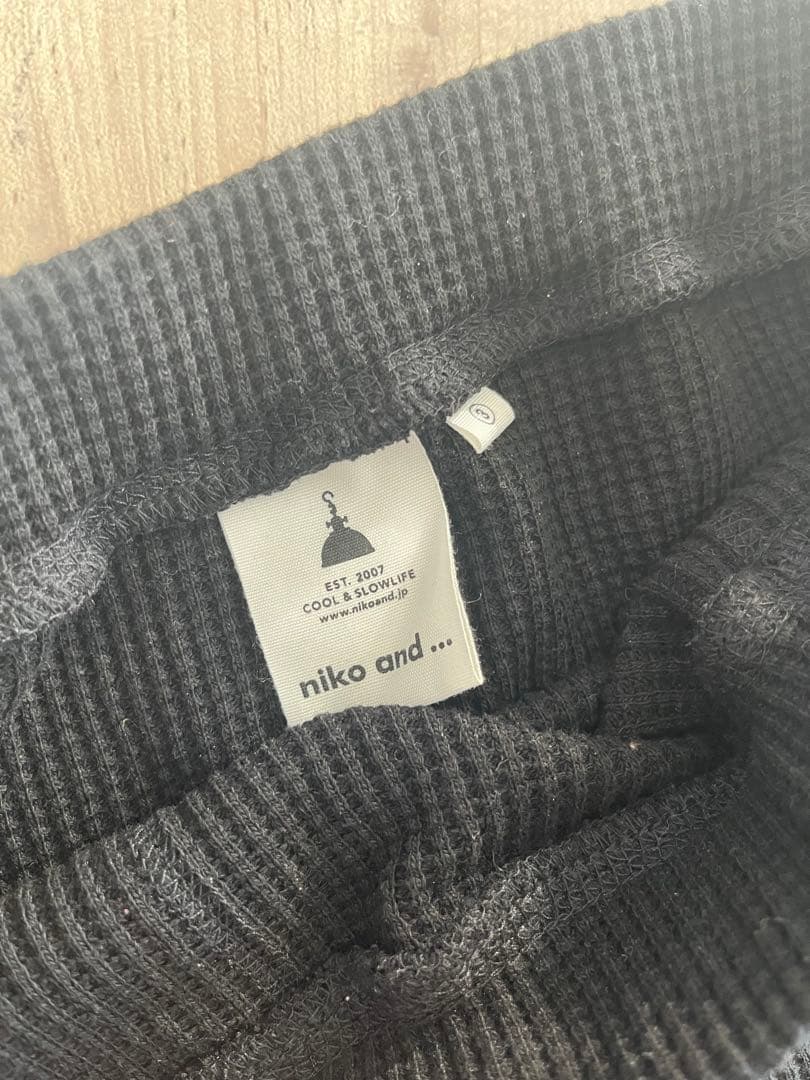 ③
EST. 2007
COOL & SLOWLIFE
www.nikoand.jp
niko and ...